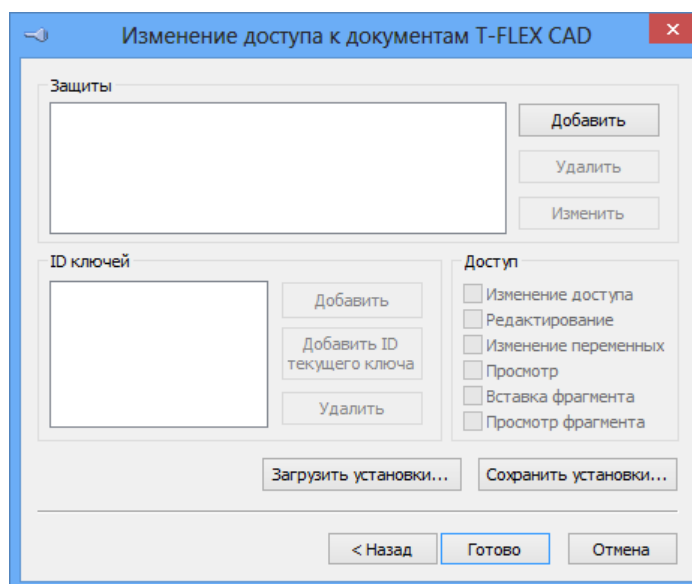 Изменение доступа к документам T-FLEX CAD
Защиты
Добавить
Удалить
Изменить
ID ключей
Добавить
Добавить ID
текущего ключа
Удалить
Доступ
Изменение доступа
Редактирование
Изменение переменных
Просмотр
Вставка фрагмента
Просмотр фрагмента
Загрузить установки...
Сохранить установки...
< Назад
Готово
Отмена